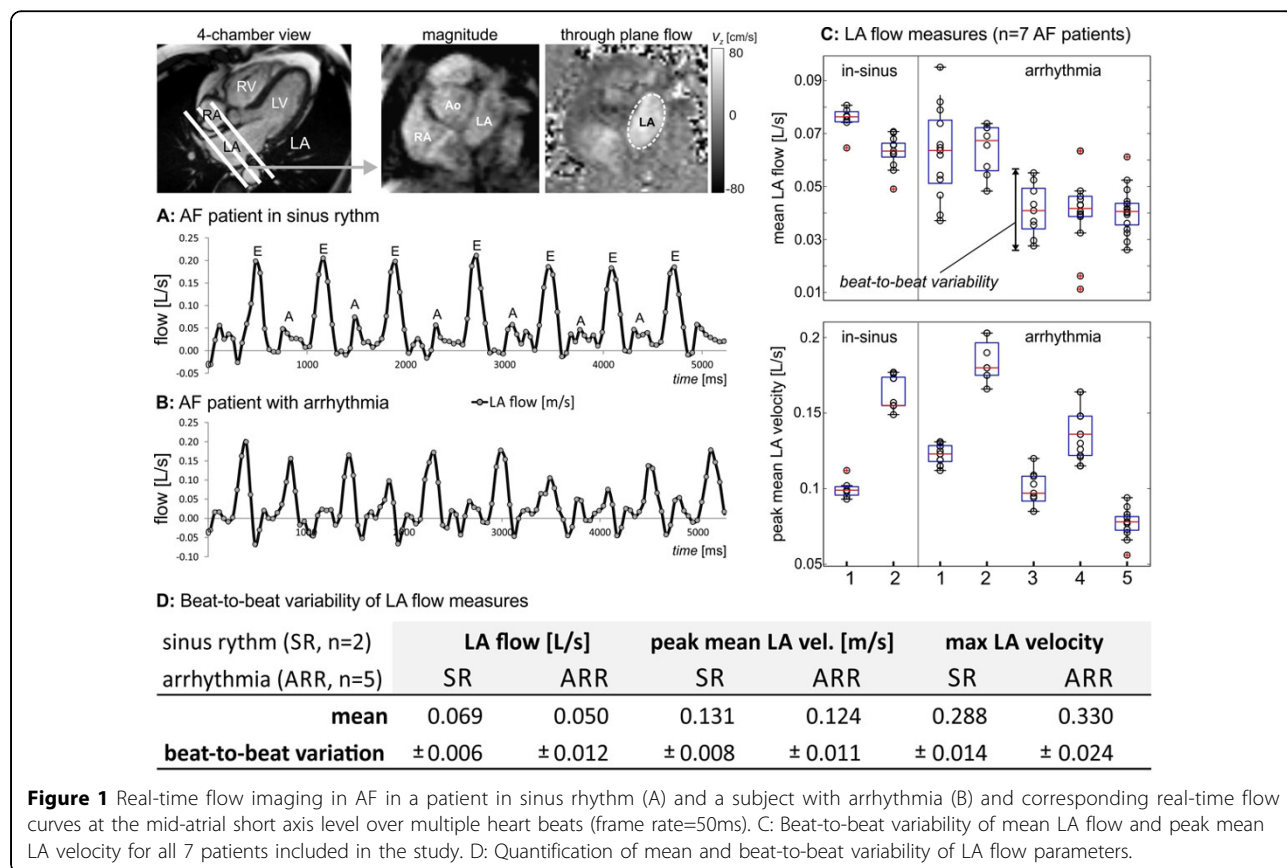 4-chamber view
magnitude
through plane flow
Vz [cm/s]
80
0
-80
RV
LV
RA
LA
LA
Ao
RA
LA
LA
A: AF patient in sinus rythm
flow [L/s]
0.25
0.20
0.15
0.10
0.05
0.00
-0.05
E E E E E E E
A A A A A A
1000 2000 3000 4000 5000
time [ms]
B: AF patient with arrhythmia
LA flow [m/s]
flow [L/s]
0.25
0.20
0.15
0.10
0.05
0.00
-0.05
-0.10
1000 2000 3000 4000 5000
time [ms]
C: LA flow measures (n=7 AF patients)
in-sinus arrhythmia
mean LA flow [L/s]
0.09
0.07
0.05
0.03
0.01
beat-to-beat
variability
in-sinus arrhythmia
peak mean LA velocity [L/s]
0.2
0.15
0.1
0.05
1 2 1 2 3 4 5
D: Beat-to-beat variability of LA flow measures
sinus rythm (SR, n=2) LA flow [L/s] peak mean LA vel. [m/s] max LA velocity
arrhythmia (ARR, n=5) SR ARR SR ARR SR ARR
mean 0.069 0.050 0.131 0.124 0.288 0.330
beat-to-beat variation ± 0.006 ± 0.012 ± 0.008 ± 0.011 ± 0.014 ± 0.024
Figure 1 Real-time flow imaging in AF in a patient in sinus rhythm (A) and a subject with arrhythmia (B) and corresponding real-time flow
curves at the mid-atrial short axis level over multiple heart beats (frame rate=50ms). C: Beat-to-beat variability of mean LA flow and peak mean
LA velocity for all 7 patients included in the study. D: Quantification of mean and beat-to-beat variability of LA flow parameters.